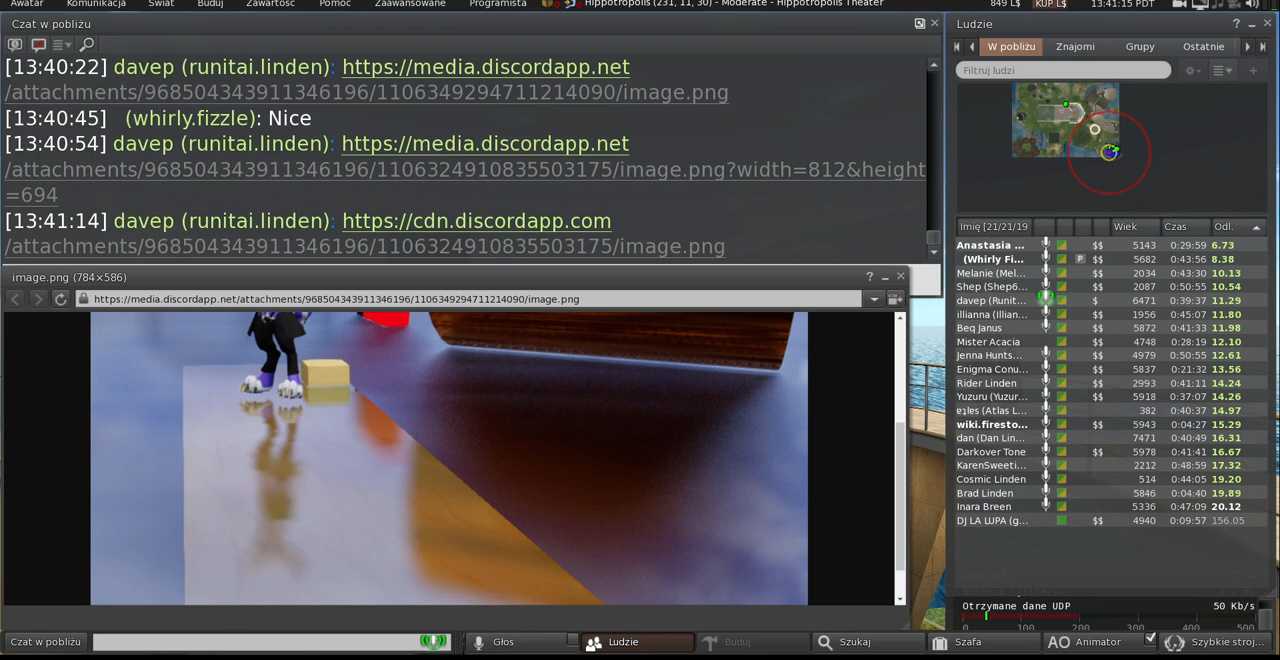 Awatar Komunikacja Świat Buduj Zawartość Pomoc Zaawansowane Programista Hippotropolis (231, 11, 30) - Moderate - Hippotropolis Theater 849 L$ KUP L$ 13:41:15 PDT
Czat w pobliżu
[13:40:22] davep (runitai.linden): https://media.discordapp.net
/attachments/968504343911346196/1106349294711214090/image.png
[13:40:45] (whirly.fizzle): Nice
[13:40:54] davep (runitai.linden): https://media.discordapp.net
/attachments/968504343911346196/1106324910835503175/image.png?width=812&height
=694
[13:41:14] davep (runitai.linden): https://cdn.discordapp.com
/attachments/968504343911346196/1106324910835503175/image.png
image.png (784×586)
https://media.discordapp.net/attachments/968504343911346196/1106349294711214090/image.png
Ludzie
W pobliżu Znajomi Grupy Ostatnie
Filtruj ludzi
Imię [21/21/19 Wiek Czas Odl.
Anastasia ... $$ 5143 0:29:59 6.73
(Whirly Fi... P $$ 5682 0:43:56 8.38
Melanie (Mel... $$ 2034 0:43:30 10.13
Shep (Shep6... $$ 2087 0:50:55 10.54
davep (Runit... $ 6471 0:39:37 11.29
illianna (Illian... $$ 1956 0:45:07 11.80
Beq Janus $$ 5872 0:41:33 11.98
Mister Acacia $$ 4748 0:28:19 12.10
Jenna Hunts... $$ 4979 0:50:55 12.61
Enigma Conu... $$ 5837 0:21:32 13.56
Rider Linden $$ 2993 0:41:11 14.24
Yuzuru (Yuzur... $$ 5918 0:37:07 14.26
(Atlas L... 382 0:40:37 14.97
wiki.firesto... $$ 5943 0:04:27 15.29
dan (Dan Lin... 7471 0:40:49 16.31
Darkover Tone $$ 5978 0:41:41 16.67
KarenSweeti... 2212 0:48:59 17.32
Cosmic Linden 514 0:44:05 19.20
Brad Linden 5846 0:04:40 19.89
Inara Breen 5336 0:47:09 20.12
DJ LA LUPA (g... $$ 4940 0:09:57 156.05
Otrzymane dane UDP 50 Kb/s
0 100 200 300 400 500
Czat w pobliżu Głos Ludzie Buduj Szukaj Szafa AO Animator Szybkie stroj...